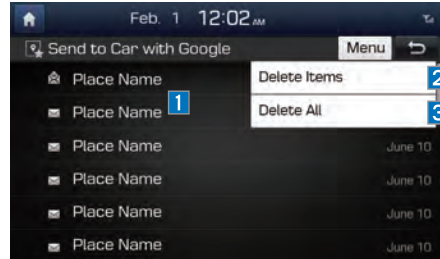 Feb. 1 12:02 AM
Send to Car with Google Menu
Place Name Delete Items 2
Place Name 1 Delete All 3
Place Name June 10
Place Name June 10
Place Name June 10
Place Name June 10